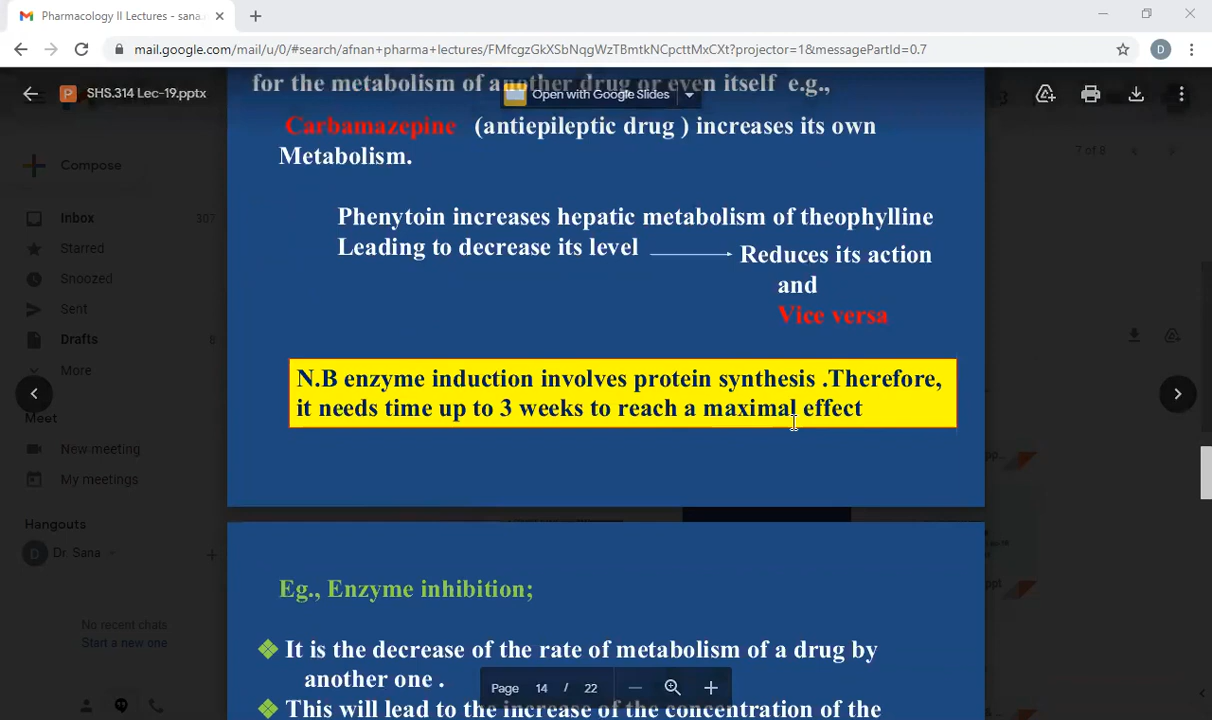 Pharmacology II Lectures - sana.
mail.google.com/mail/u/0/#search/afnan+pharma+lectures/FMfcgzGkXSbNqgWzTBmtkNCpcttMxCXt?projector=1&messagePartId=0.7
D
SHS.314 Lec-19.pptx
Open with Google Slides
for the metabolism of another drug or even itself e.g.,
Carbamazepine (antiepileptic drug ) increases its own
Metabolism.
Phenytoin increases hepatic metabolism of theophylline
Leading to decrease its level
Reduces its action
and
Vice versa
N.B enzyme induction involves protein synthesis .Therefore,
it needs time up to 3 weeks to reach a maximal effect
Eg., Enzyme inhibition;
It is the decrease of the rate of metabolism of a drug by
another one .
This will lead to the increase of the concentration of the
Page 14 / 22
Compose
Inbox 307
Starred
Snoozed
Sent
Drafts 8
More
Meet
New meeting
My meetings
Hangouts
D Dr. Sana
No recent chats
Start a new one
7 of 8